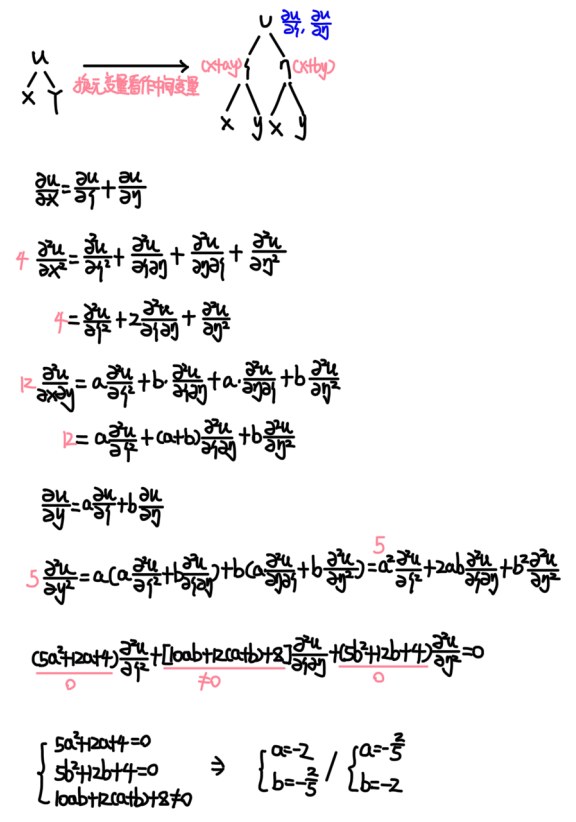 u ∂u/∂ξ, ∂u/∂η
u (x+ay) ξ η (x+by)
换元变量看作中间变量
x y x y x y
∂u/∂x = ∂u/∂ξ + ∂u/∂η
4 ∂²u/∂x² = ∂²u/∂ξ² + ∂²u/∂ξ∂η + ∂²u/∂η∂ξ + ∂²u/∂η²
4 = ∂²u/∂ξ² + 2∂²u/∂ξ∂η + ∂²u/∂η²
12 ∂²u/∂x∂y = a∂²u/∂ξ² + b·∂²u/∂ξ∂η + a·∂²u/∂η∂ξ + b∂²u/∂η²
12 = a∂²u/∂ξ² + (a+b)∂²u/∂ξ∂η + b∂²u/∂η²
∂u/∂y = a∂u/∂ξ + b∂u/∂η
5
5 ∂²u/∂y² = a(a∂²u/∂ξ² + b∂²u/∂ξ∂η) + b(a∂²u/∂η∂ξ + b∂²u/∂η²) = a²∂²u/∂ξ² + 2ab∂²u/∂ξ∂η + b²∂²u/∂η²
(5a²+12a+4)∂²u/∂ξ² + [10ab+12(a+b)+8]∂²u/∂ξ∂η + (5b²+12b+4)∂²u/∂η² = 0
0 ≠0 0
5a²+12a+4=0
5b²+12b+4=0 ⇒ { a=-2 b=-2/5 / { a=-2/5 b=-2
10ab+12(a+b)+8≠0